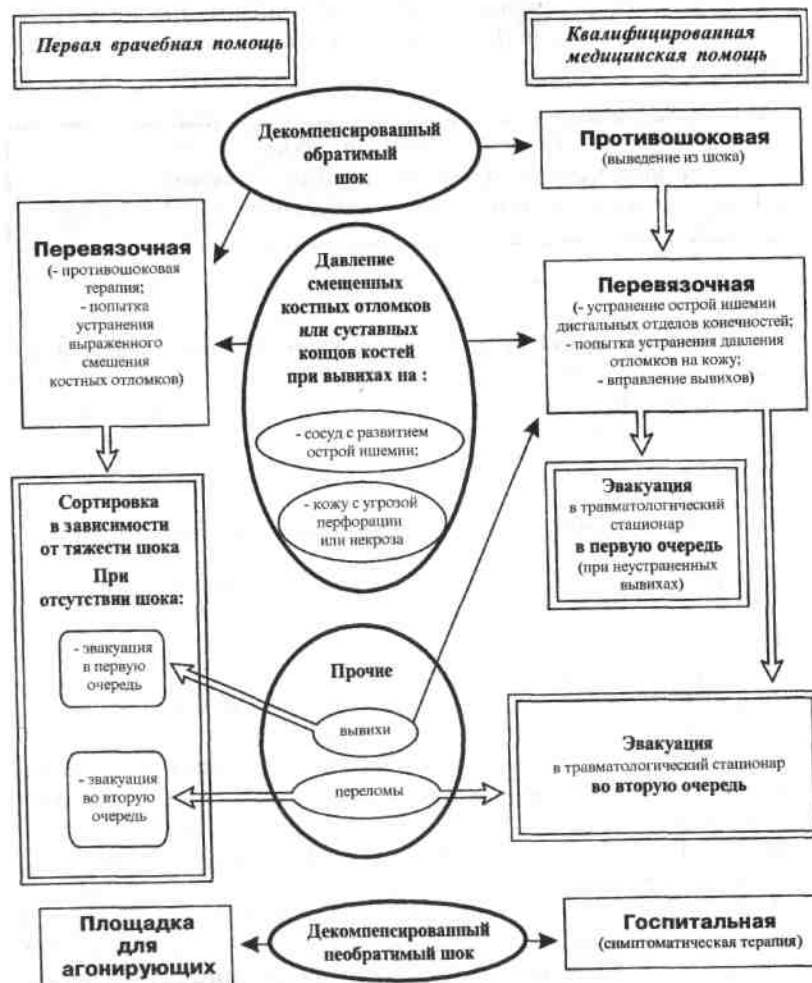 Первая врачебная помощь
Квалифицированная
медицинская помощь
Декомпенсированный
обратимый
шок
Противошоковая
(выведение из шока)
Перевязочная
(- противошоковая
терапия;
- попытка
устранения
выраженного
смешения
костных отломков)
Давление
смещенных
костных отломков
или суставных
концов костей
при вывихах на :
- сосуд с развитием
острой ишемии;
- кожу с угрозой
перфорации
или некроза
Перевязочная
(- устранение острой ишемии
дистальных отделов конечностей;
- попытка устранения давления
отломков на кожу;
- вправление вывихов)
Сортировка
в зависимости
от тяжести шока
При
отсутствии шока:
- эвакуация
в первую
очередь
- эвакуация
во вторую
очередь
Эвакуация
в травматологический
стационар
в первую очередь
(при неустраненных
вывихах)
Прочие
вывихи
переломы
Эвакуация
в травматологический стационар
во вторую очередь
Площадка
для
агонирующих
Декомпенсированный
необратимый шок
Госпитальная
(симптоматическая терапия)